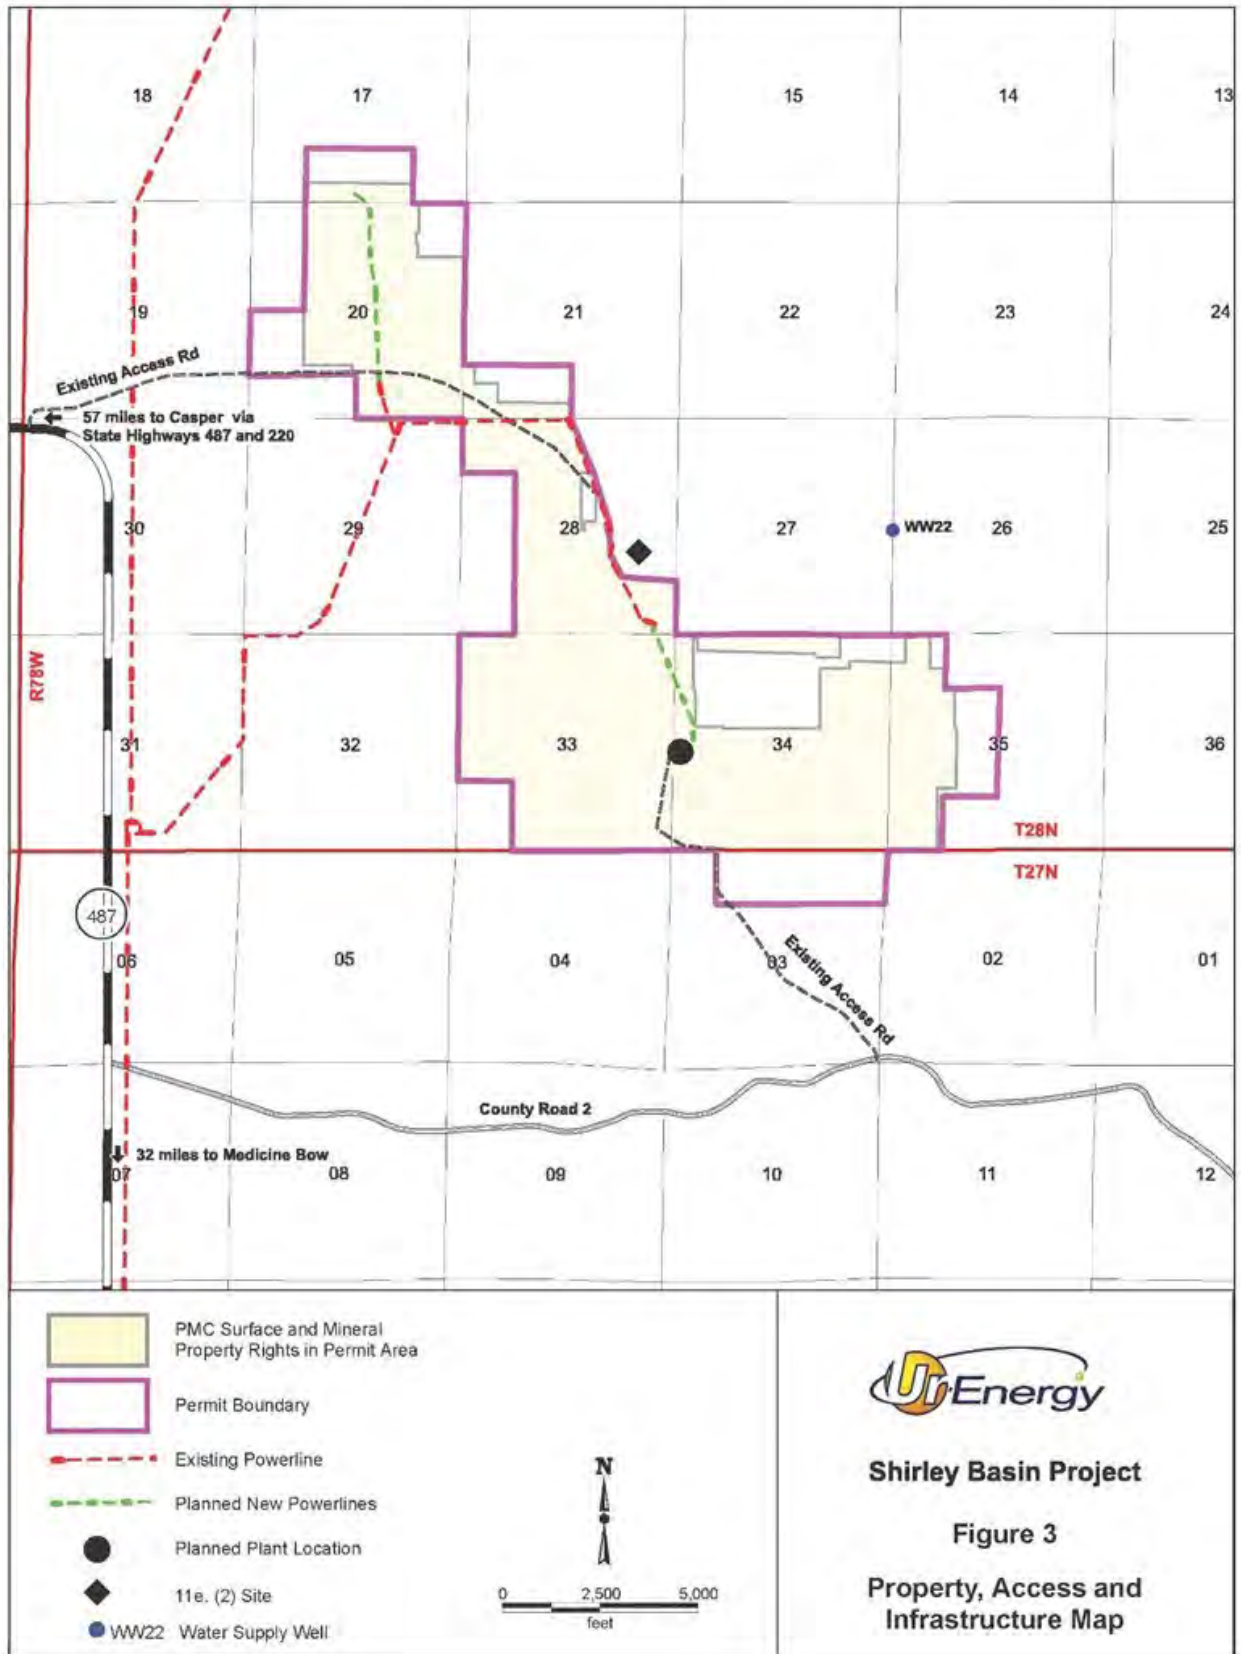 18
17
15
14
13
19
20
21
22
23
24
Existing Access Rd
57 miles to Casper via
State Highways 487 and 220
30
29
28
27
WW22
26
25
R78W
31
32
33
34
35
36
T28N
T27N
487
06
05
04
03
02
01
Existing Access Rd
County Road 2
32 miles to Medicine Bow
07
08
09
10
11
12
PMC Surface and Mineral
Property Rights in Permit Area
Permit Boundary
Existing Powerline
Planned New Powerlines
Planned Plant Location
11e. (2) Site
WW22 Water Supply Well
N
0 2,500 5,000
feet
Ur Energy
Shirley Basin Project
Figure 3
Property, Access and
Infrastructure Map